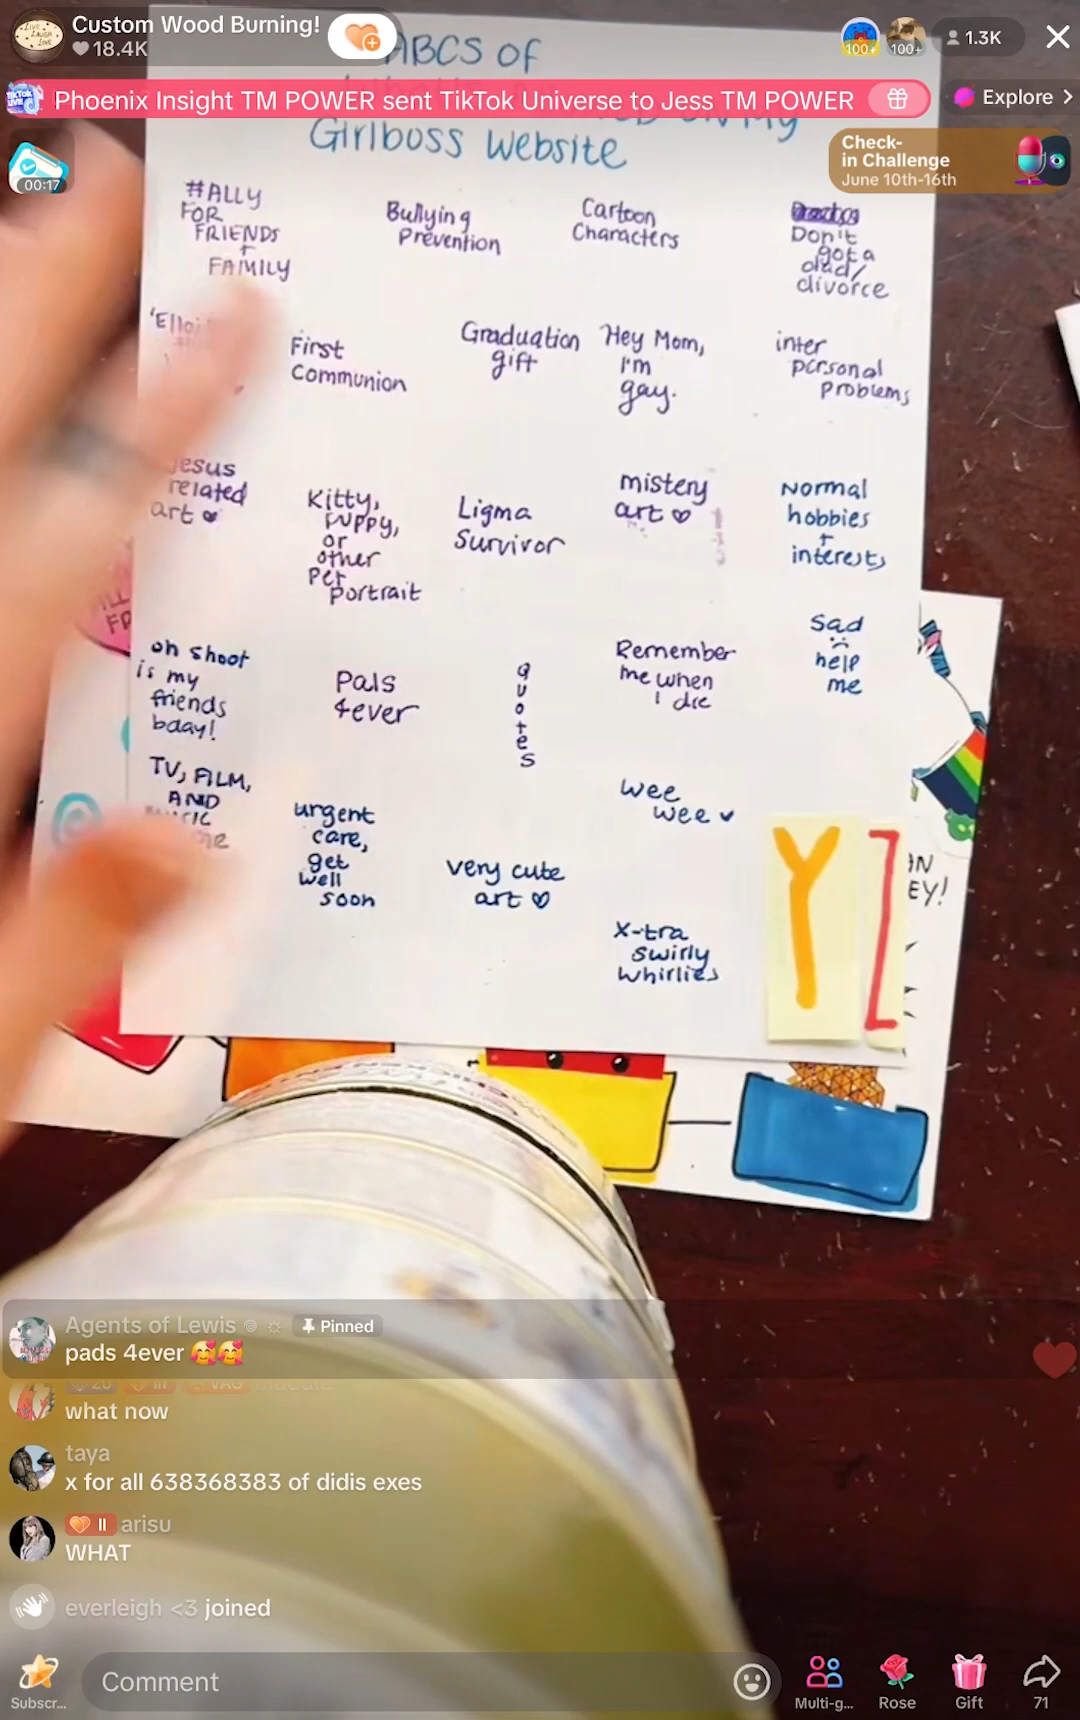 Custom Wood Burning!
18.4K
100+
100+
1.3K
ABCS of
Phoenix Insight TM POWER sent TikTok Universe to Jess TM POWER
Explore
ON MY
Girlboss Website
00:17
Check-
in Challenge
June 10th-16th
#ALLY
FOR
FRIENDS
+
FAMILY
Bullying
Prevention
Cartoon
Characters
Don't
got a
dad/
divorce
First
Communion
Graduation
gift
Hey Mom,
I'm
gay.
inter
personal
problems
Jesus
related
art
Kitty,
puppy,
or
other
Pet
portrait
Ligma
Survivor
mistery
art
Normal
hobbies
+
interests
oh shoot
is my
friends
bday!
Pals
4ever
quotes
Remember
me when
I die
Sad
help
me
TV, FILM,
AND
urgent
care,
get
well
soon
very cute
art
wee
wee
X-tra
swirly
whirlies
Y
EY!
Agents of Lewis
Pinned
pads 4ever 🥰🥰
what now
taya
x for all 638368383 of didis exes
II arisu
WHAT
everleigh <3 joined
Subscr...
Comment
Multi-g...
Rose
Gift
71